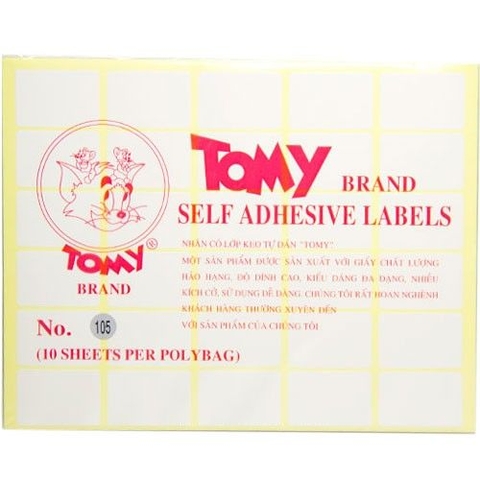 TOMY BRAND
SELF ADHESIVE LABELS
NHÃN CÓ LỚP KEO TỰ DÁN "TOMY"
MỘT SẢN PHẨM ĐƯỢC SẢN XUẤT VỚI GIẤY CHẤT LƯỢNG
HẢO HẠNG, ĐỘ DÍNH CAO, KIỂU DÁNG ĐA DẠNG, NHIỀU
KÍCH CỠ, SỬ DỤNG DỄ DÀNG. CHÚNG TÔI RẤT HOAN NGHÊNH
KHÁCH HÀNG THƯỜNG XUYÊN ĐẾN
VỚI SẢN PHẨM CỦA CHÚNG TÔI
TOMY®
BRAND
No. 105
(10 SHEETS PER POLYBAG)